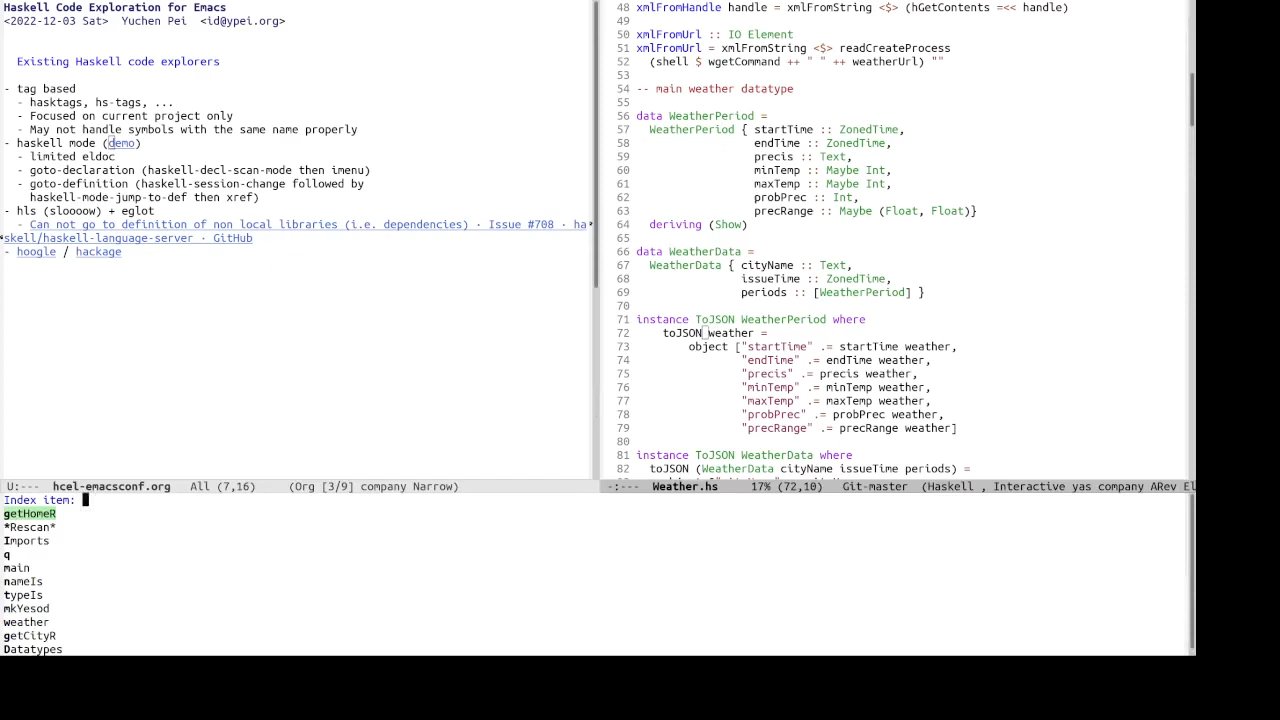 Haskell Code Exploration for Emacs
<2022-12-03 Sat>  Yuchen Pei  <id@ypei.org>
Existing Haskell code explorers
- tag based
  - hasktags, hs-tags, ...
  - Focused on current project only
  - May not handle symbols with the same name properly
- haskell mode (demo)
  - limited eldoc
  - goto-declaration (haskell-decl-scan-mode then imenu)
  - goto-definition (haskell-session-change followed by
    haskell-mode-jump-to-def then xref)
- hls (sloooow) + eglot
  - Can not go to definition of non local libraries (i.e. dependencies) · Issue #708 · ha
skell/haskell-language-server · GitHub
- hoogle / hackage
U:---  hcel-emacsconf.org   All (7,16)     (Org [3/9] company Narrow)
48 xmlFromHandle handle = xmlFromString <$> (hGetContents =<< handle)
49
50 xmlFromUrl :: IO Element
51 xmlFromUrl = xmlFromString <$> readCreateProcess
52   (shell $ wgetCommand ++ " " ++ weatherUrl) ""
53
54 -- main weather datatype
55
56 data WeatherPeriod =
57   WeatherPeriod { startTime :: ZonedTime,
58                   endTime :: ZonedTime,
59                   precis :: Text,
60                   minTemp :: Maybe Int,
61                   maxTemp :: Maybe Int,
62                   probPrec :: Int,
63                   precRange :: Maybe (Float, Float)}
64   deriving (Show)
65
66 data WeatherData =
67   WeatherData { cityName :: Text,
68                 issueTime :: ZonedTime,
69                 periods :: [WeatherPeriod] }
70
71 instance ToJSON WeatherPeriod where
72     toJSON weather =
73         object ["startTime" .= startTime weather,
74                 "endTime" .= endTime weather,
75                 "precis" .= precis weather,
76                 "minTemp" .= minTemp weather,
77                 "maxTemp" .= maxTemp weather,
78                 "probPrec" .= probPrec weather,
79                 "precRange" .= precRange weather]
80
81 instance ToJSON WeatherData where
82   toJSON (WeatherData cityName issueTime periods) =
-:---  Weather.hs     17% (72,10)   Git-master  (Haskell , Interactive yas company ARev El
Index item:
getHomeR
*Rescan*
Imports
q
main
nameIs
typeIs
mkYesod
weather
getCityR
Datatypes